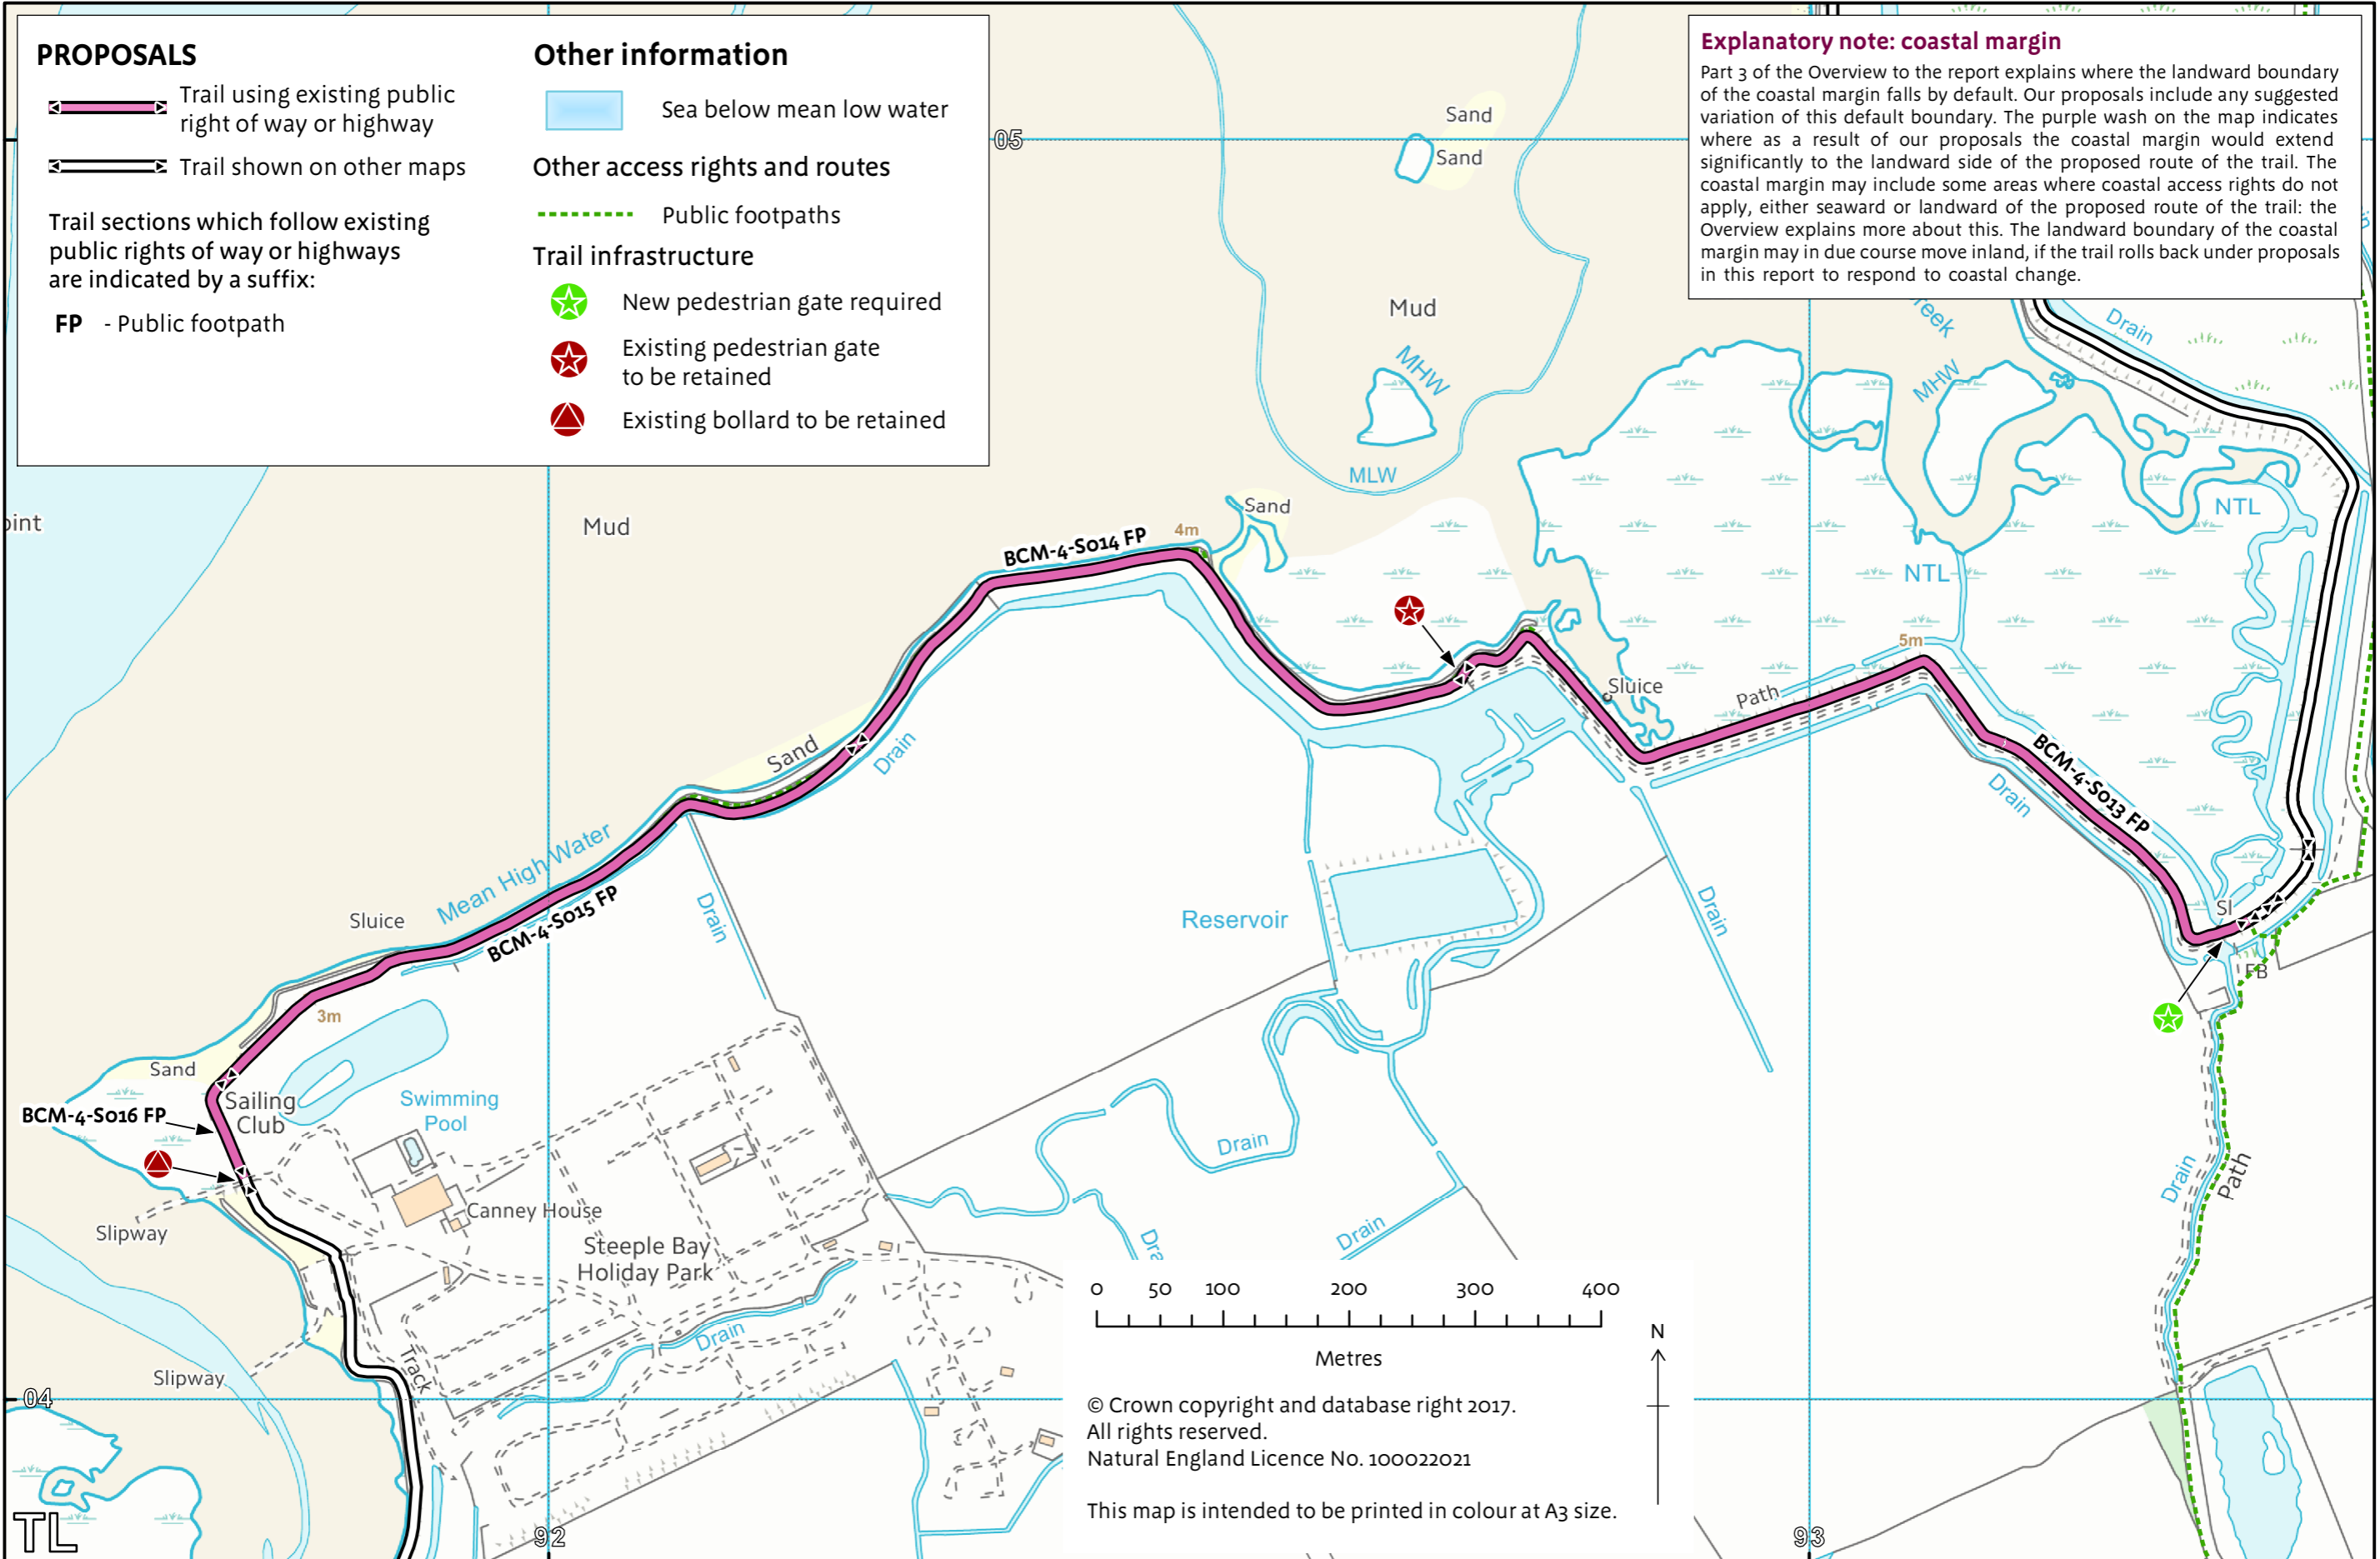 PROPOSALS
Trail using existing public
right of way or highway
Trail shown on other maps
Trail sections which follow existing
public rights of way or highways
are indicated by a suffix:
FP - Public footpath
Other information
Sea below mean low water
Other access rights and routes
Public footpaths
Trail infrastructure
New pedestrian gate required
Existing pedestrian gate
to be retained
Existing bollard to be retained
Explanatory note: coastal margin
Part 3 of the Overview to the report explains where the landward boundary
of the coastal margin falls by default. Our proposals include any suggested
variation of this default boundary. The purple wash on the map indicates
where as a result of our proposals the coastal margin would extend
significantly to the landward side of the proposed route of the trail. The
coastal margin may include some areas where coastal access rights do not
apply, either seaward or landward of the proposed route of the trail: the
Overview explains more about this. The landward boundary of the coastal
margin may in due course move inland, if the trail rolls back under proposals
in this report to respond to coastal change.
05
Sand
Sand
Mud
MHW
MLW
reek
MHW
Drain
NTL
NTL
oint
Mud
Sand
4m
BCM-4-S014 FP
5m
Path
Sluice
Sand
Drain
Drain
BCM-4-S013 FP
Mean High Water
BCM-4-S015 FP
Sluice
Drain
Reservoir
Drain
Sl
FB
3m
Sand
Sailing
Club
BCM-4-S016 FP
Swimming
Pool
Drain
Drain
Path
Slipway
Canney House
Steeple Bay
Holiday Park
Dra
Drain
Drain
Slipway
Track
04
0 50 100 200 300 400
Metres
N
© Crown copyright and database right 2017.
All rights reserved.
Natural England Licence No. 100022021
This map is intended to be printed in colour at A3 size.
TL
92
93